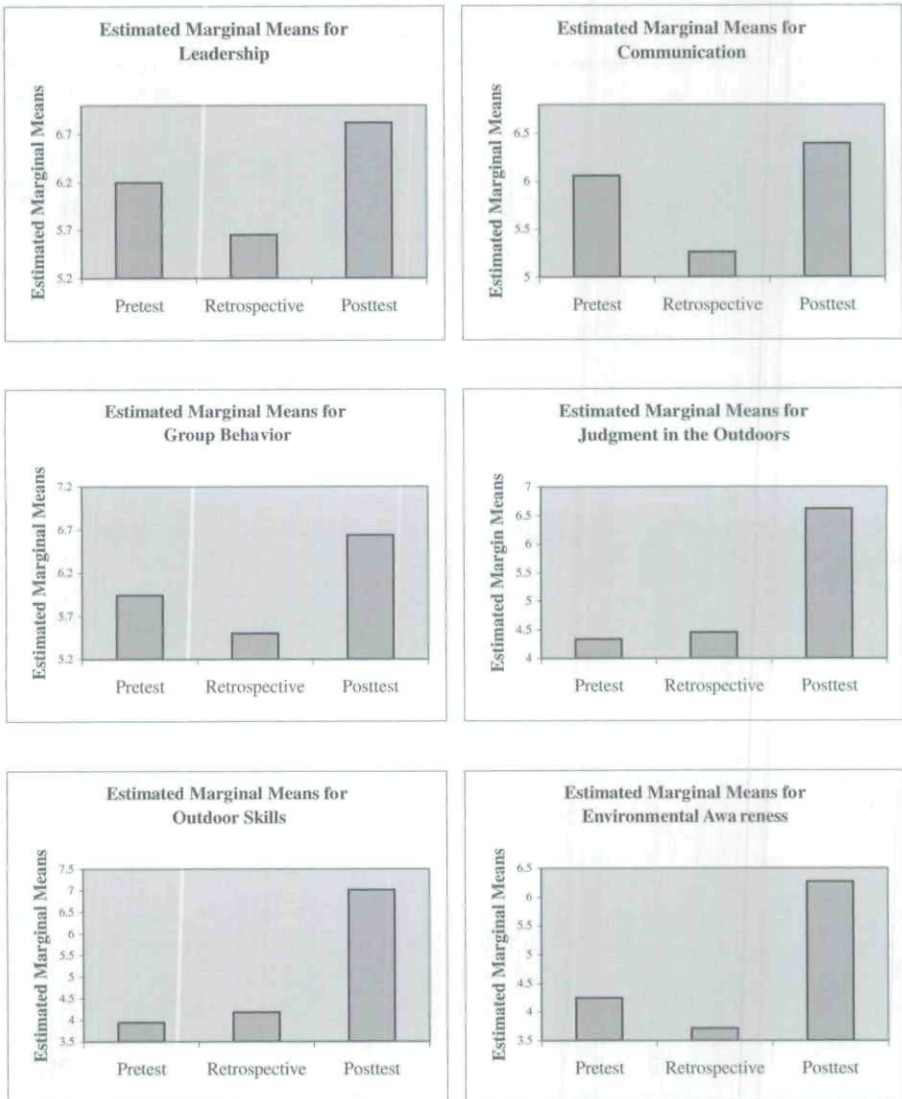 Estimated Marginal Means for
Leadership
Estimated Marginal Means
6.7
6.2
5.7
5.2
Pretest Retrospective Posttest
Estimated Marginal Means for
Communication
Estimated Marginal Means
6.5
6
5.5
5
Pretest Retrospective Posttest
Estimated Marginal Means for
Group Behavior
Estimated Marginal Means
7.2
6.7
6.2
5.7
5.2
Pretest Retrospective Posttest
Estimated Marginal Means for
Judgment in the Outdoors
Estimated Margin Means
7
6.5
6
5.5
5
4.5
4
Pretest Retrospective Posttest
Estimated Marginal Means for
Outdoor Skills
Estimated Marginal Means
7.5
7
6.5
6
5.5
5
4.5
4
3.5
Pretest Retrospective Posttest
Estimated Marginal Means for
Environmental Awa reness
Estimated Marginal Means
6.5
6
5.5
5
4.5
4
3.5
Pretest Retrospective Posttest